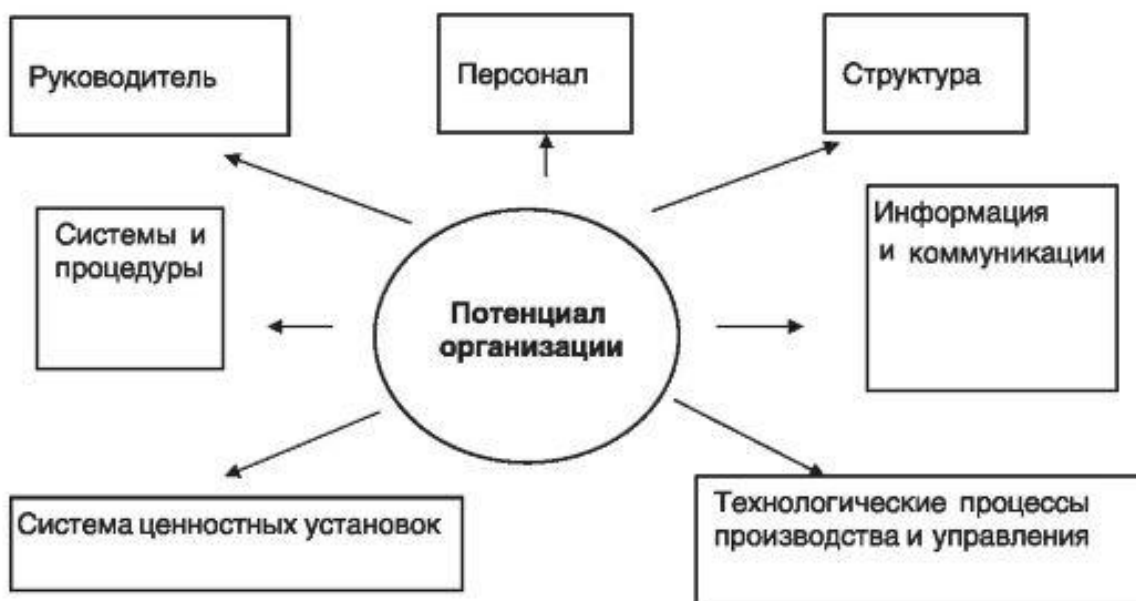 Руководитель
Персонал
Структура
Системы и
процедуры
Информация
и коммуникации
Потенциал
организации
Система ценностных установок
Технологические процессы
производства и управления